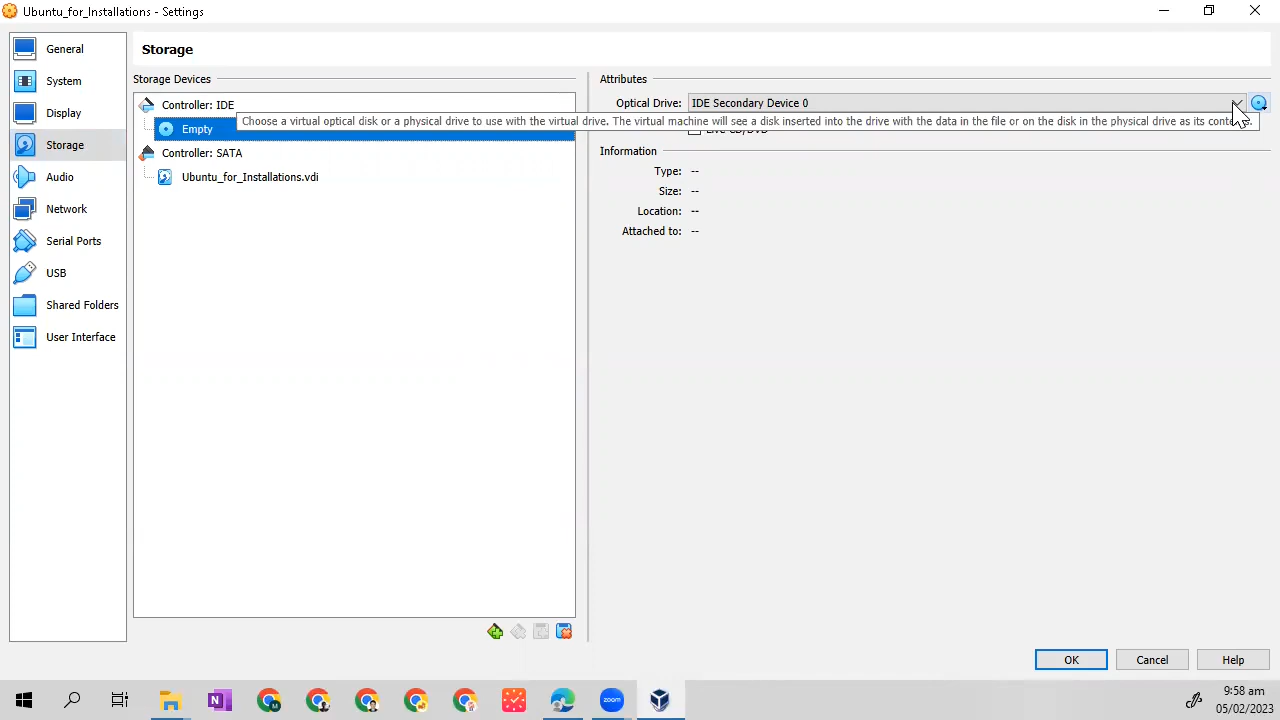 Ubuntu_for_Installations - Settings
General
System
Display
Storage
Audio
Network
Serial Ports
USB
Shared Folders
User Interface
Storage
Storage Devices
Controller: IDE
Empty
Controller: SATA
Ubuntu_for_Installations.vdi
Attributes
Optical Drive: IDE Secondary Device 0
Choose a virtual optical disk or a physical drive to use with the virtual drive. The virtual machine will see a disk inserted into the drive with the data in the file or on the disk in the physical drive as its
Live CD/DVD
Information
Type: --
Size: --
Location: --
Attached to: --
OK
Cancel
Help
zoom
9:58 am
05/02/2023